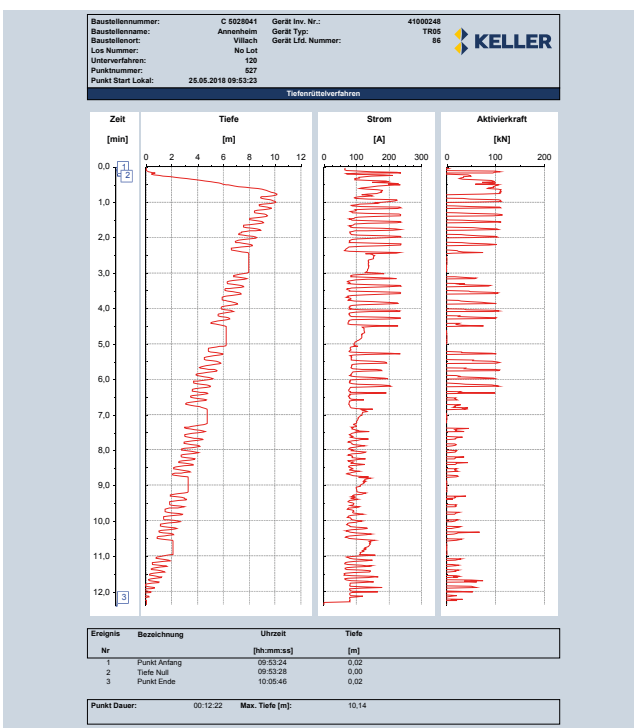 Baustellennummer: C 5028041 Gerät Inv. Nr.: 41000248
Baustellenname: Annenheim Gerät Typ: TR05
Baustellenort: Villach Gerät Lfd. Nummer: 86
Los Nummer: No Lot
Unterverfahren: 120
Punktnummer: 527
Punkt Start Lokal: 25.05.2018 09:53:23
KELLER
Tiefenrüttelverfahren
Zeit Tiefe Strom Aktivierkraft
[min] [m] [A] [kN]
0 2 4 6 8 10 12 0 100 200 300 0 100 200
0,0
1
2
1,0
2,0
3,0
4,0
5,0
6,0
7,0
8,0
9,0
10,0
11,0
12,0
3
Ereignis Bezeichnung Uhrzeit Tiefe
Nr [hh:mm:ss] [m]
1 Punkt Anfang 09:53:24 0,02
2 Tiefe Null 09:53:28 0,00
3 Punkt Ende 10:05:46 0,02
Punkt Dauer: 00:12:22 Max. Tiefe [m]: 10,14